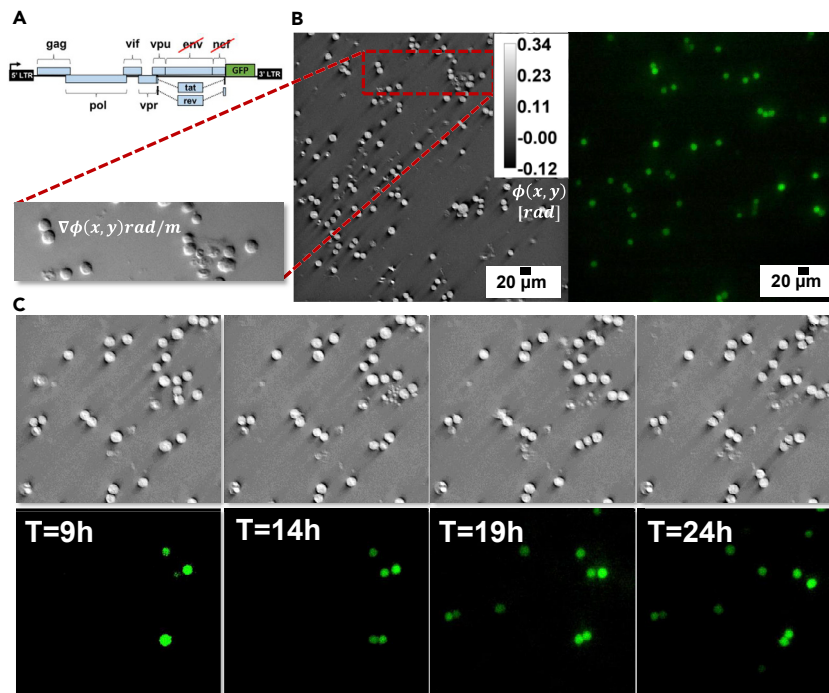 A
gag
vif
vpu
env
nef
5' LTR
GFP
3' LTR
pol
vpr
tat
rev
∇ϕ(x, y)rad/m
B
0.34
0.23
0.11
-0.00
-0.12
ϕ(x, y)
[rad]
20 µm
20 µm
C
T=9h
T=14h
T=19h
T=24h